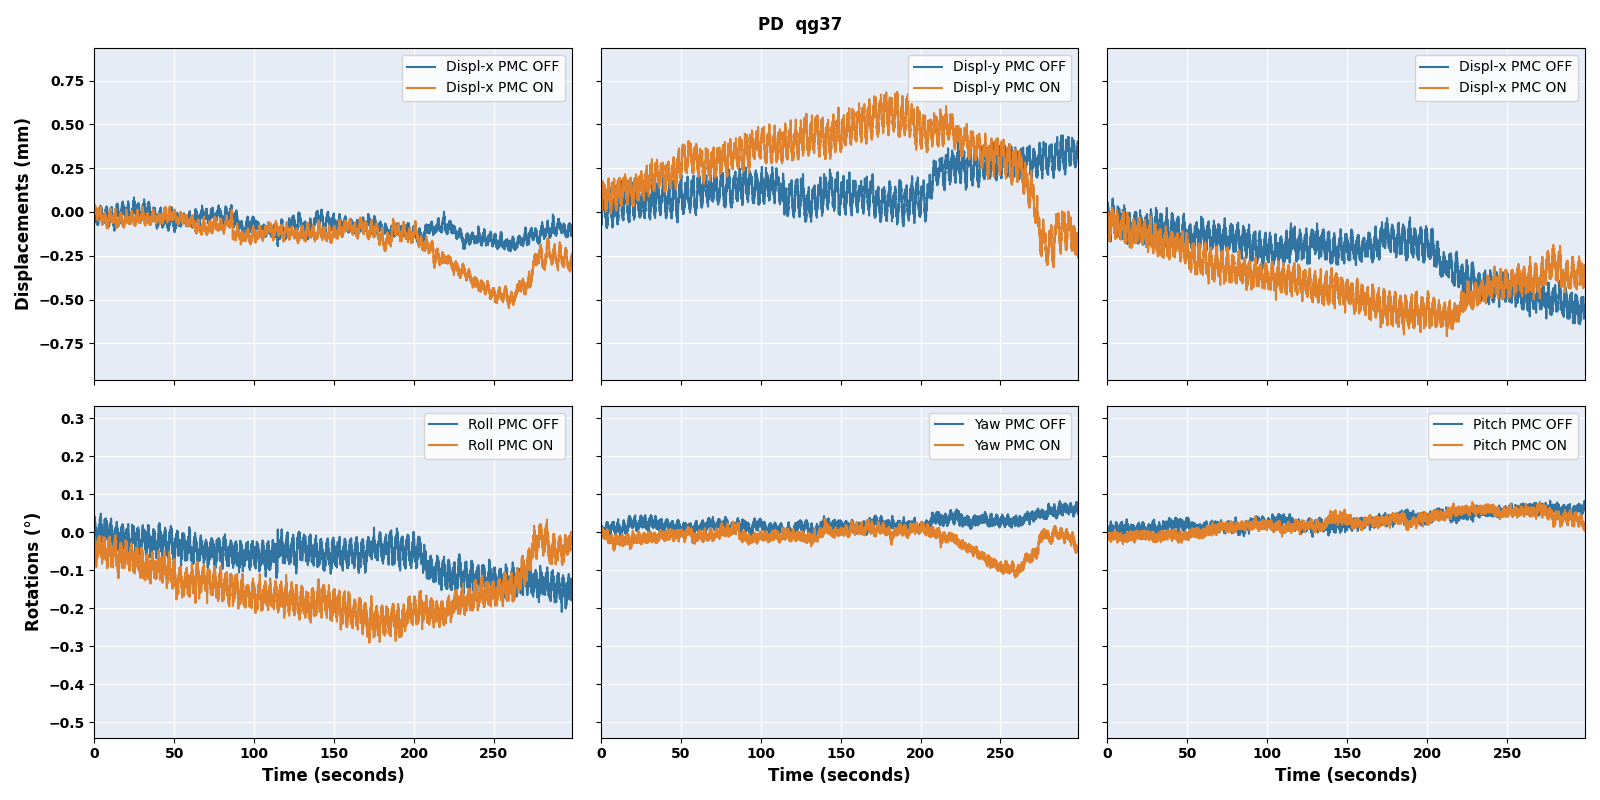 PD qg37
Displ-x PMC OFF
Displ-x PMC ON
Displ-y PMC OFF
Displ-y PMC ON
Displ-x PMC OFF
Displ-x PMC ON
Displacements (mm)
0.75
0.50
0.25
0.00
−0.25
−0.50
−0.75
Roll PMC OFF
Roll PMC ON
Yaw PMC OFF
Yaw PMC ON
Pitch PMC OFF
Pitch PMC ON
Rotations (°)
0.3
0.2
0.1
0.0
−0.1
−0.2
−0.3
−0.4
−0.5
0 50 100 150 200 250
0 50 100 150 200 250
0 50 100 150 200 250
Time (seconds)
Time (seconds)
Time (seconds)